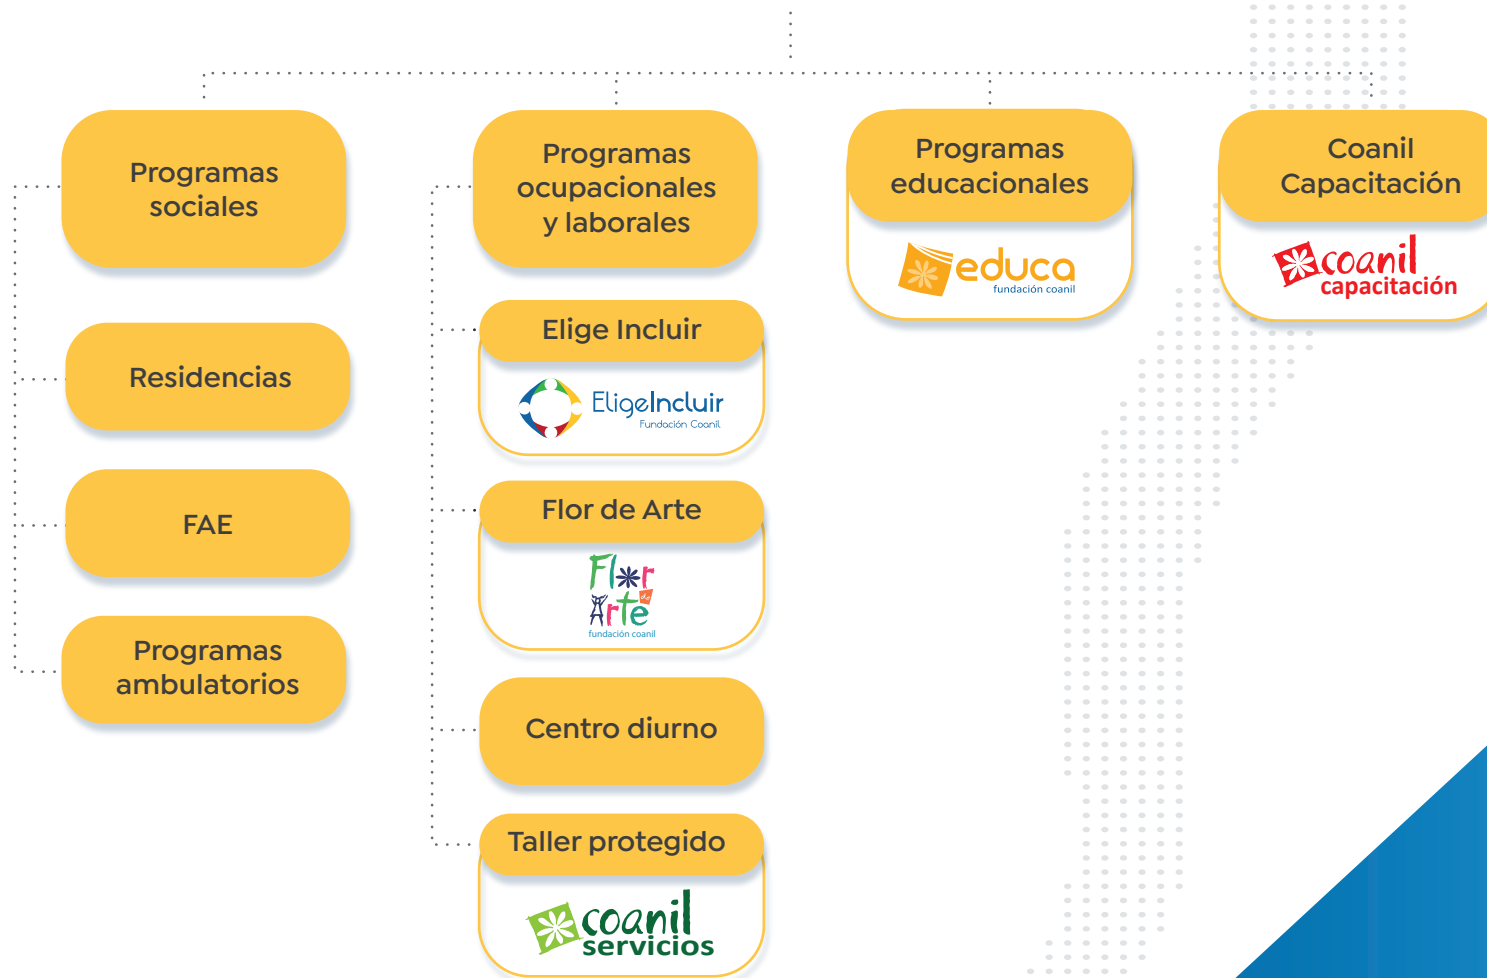 Programas
sociales
Residencias
FAE
Programas
ambulatorios
Programas
ocupacionales
y laborales
Elige Incluir
EligeIncluir
Fundación Coanil
Flor de Arte
Flor
de
Arte
fundación coanil
Centro diurno
Taller protegido
coanil
servicios
Programas
educacionales
educa
fundación coanil
Coanil
Capacitación
coanil
capacitación